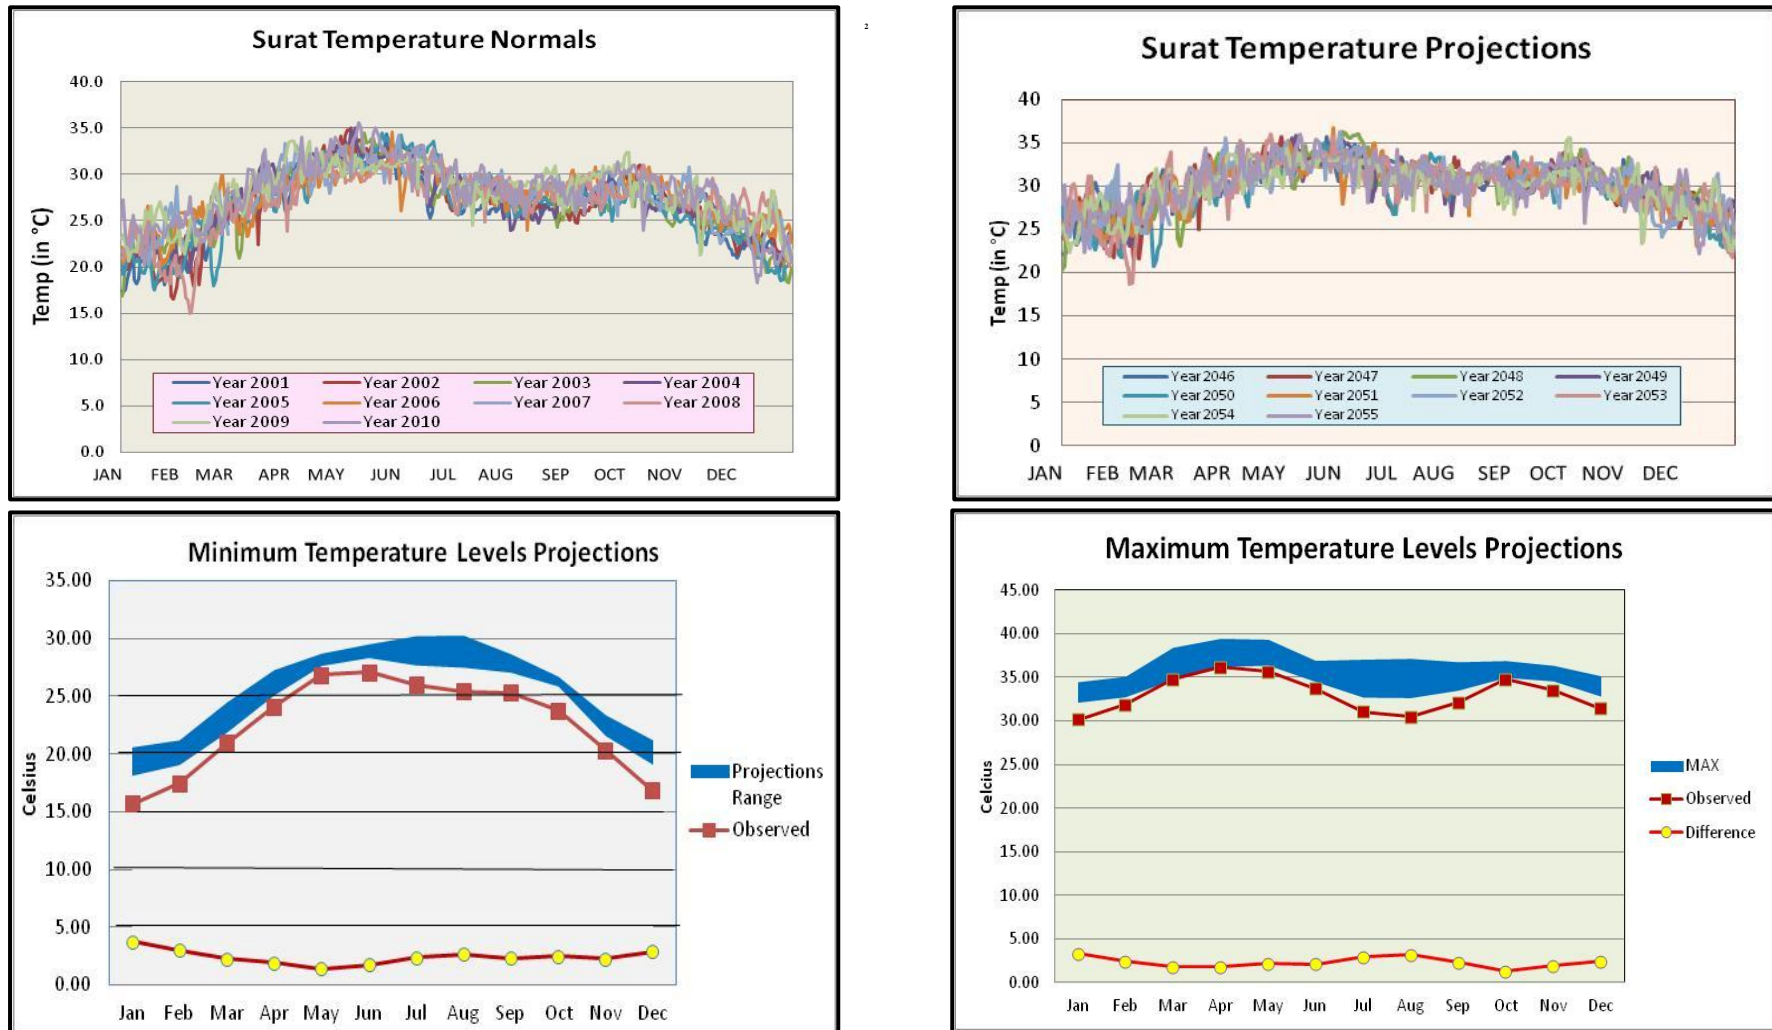 Surat Temperature Normals
40.0
35.0
30.0
25.0
20.0
15.0
10.0
5.0
0.0
Temp (in °C)
Year 2001 Year 2002 Year 2003 Year 2004
Year 2005 Year 2006 Year 2007 Year 2008
Year 2009 Year 2010
JAN FEB MAR APR MAY JUN JUL AUG SEP OCT NOV DEC
2
Surat Temperature Projections
40
35
30
25
20
15
10
5
0
Temp (in °C)
Year 2046 Year 2047 Year 2048 Year 2049
Year 2050 Year 2051 Year 2052 Year 2053
Year 2054 Year 2055
JAN FEB MAR APR MAY JUN JUL AUG SEP OCT NOV DEC
Minimum Temperature Levels Projections
35.00
30.00
25.00
20.00
15.00
10.00
5.00
0.00
Celsius
Projections
Range
Observed
Jan Feb Mar Apr May Jun Jul Aug Sep Oct Nov Dec
Maximum Temperature Levels Projections
45.00
40.00
35.00
30.00
25.00
20.00
15.00
10.00
5.00
0.00
Celcius
MAX
Observed
Difference
Jan Feb Mar Apr May Jun Jul Aug Sep Oct Nov Dec